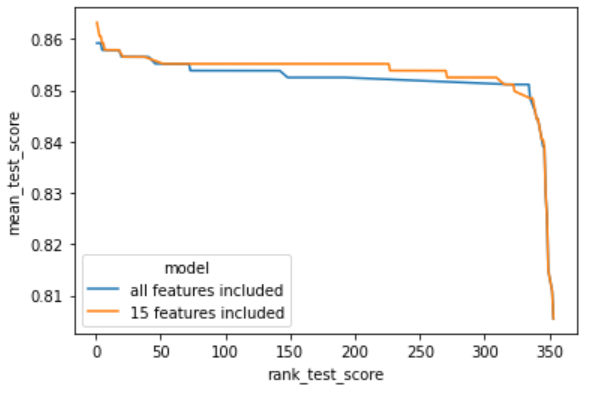 0.86
0.85
0.84
0.83
0.82
0.81
mean_test_score
model
all features included
15 features included
0 50 100 150 200 250 300 350
rank_test_score